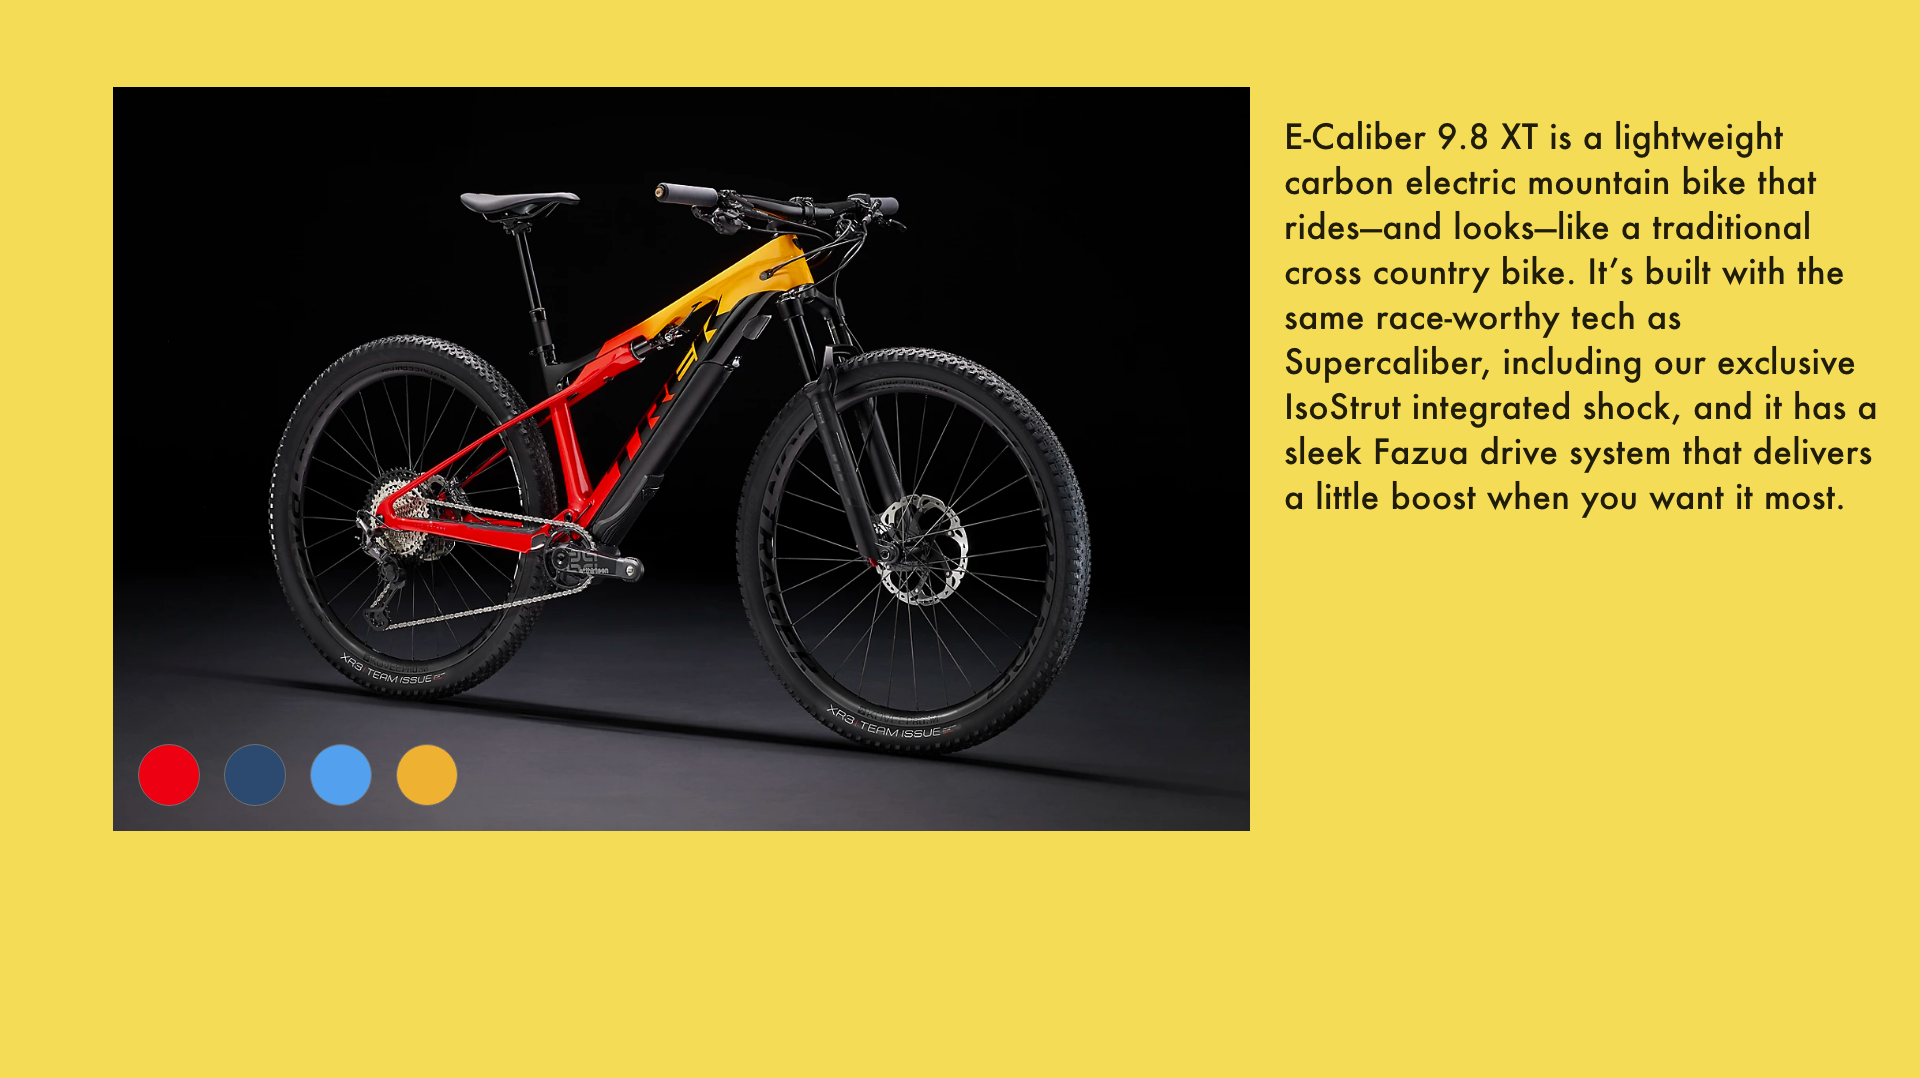 E-Caliber 9.8 XT is a lightweight
carbon electric mountain bike that
rides—and looks—like a traditional
cross country bike. It’s built with the
same race-worthy tech as
Supercaliber, including our exclusive
IsoStrut integrated shock, and it has a
sleek Fazua drive system that delivers
a little boost when you want it most.
TREK
XR3 TEAM ISSUE
XR3 TEAM ISSUE